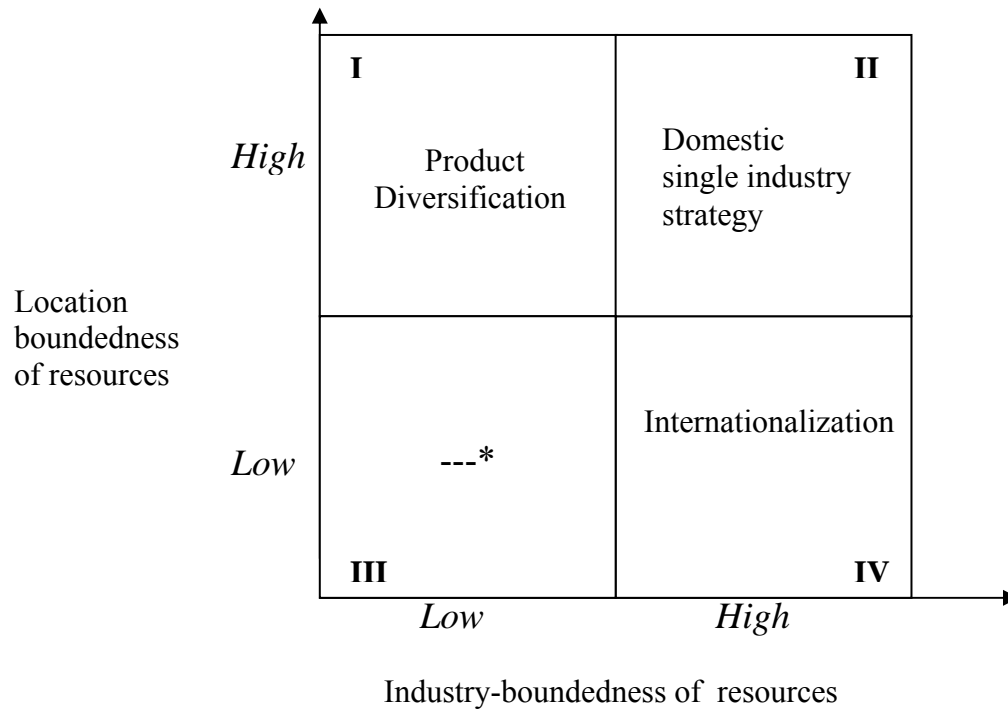 I
II
High
Product
Diversification
Domestic
single industry
strategy
Location
boundedness
of resources
Internationalization
Low
---*
III
IV
Low
High
Industry-boundedness of resources